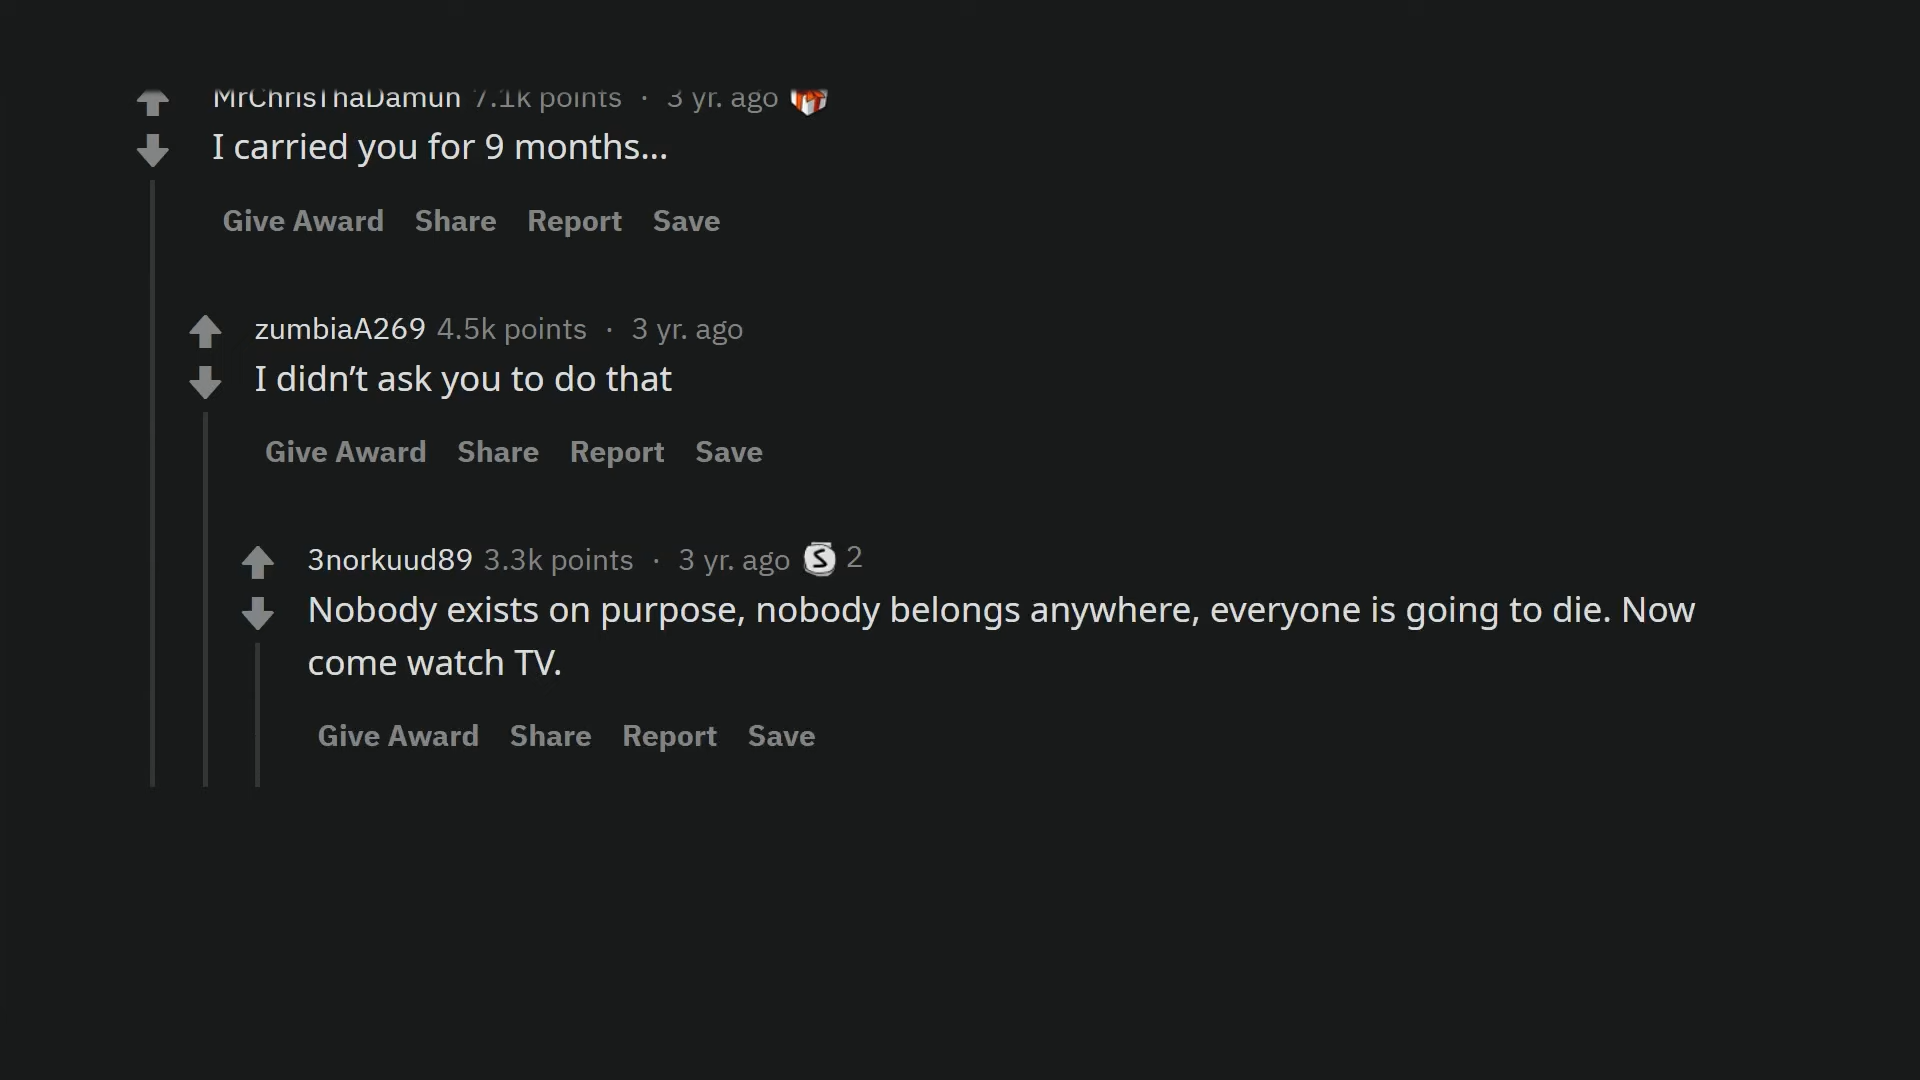 MrChrisThaDamun 7.1k points · 3 yr. ago
I carried you for 9 months...
Give Award Share Report Save
zumbiaA269 4.5k points · 3 yr. ago
I didn’t ask you to do that
Give Award Share Report Save
3norkuud89 3.3k points · 3 yr. ago S 2
Nobody exists on purpose, nobody belongs anywhere, everyone is going to die. Now
come watch TV.
Give Award Share Report Save